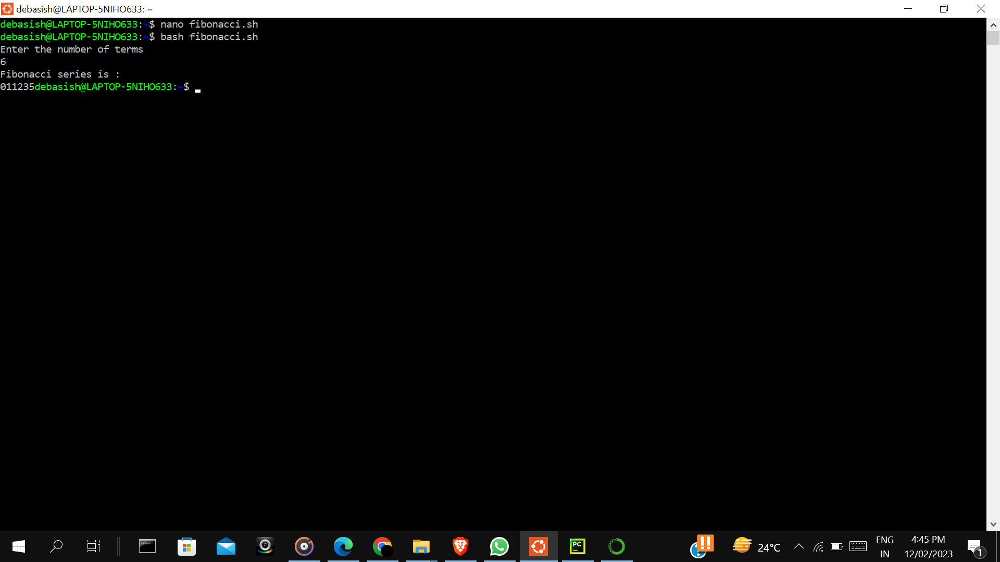 debasish@LAPTOP-5NIHO633: ~
debasish@LAPTOP-5NIHO633:~$ nano fibonacci.sh
debasish@LAPTOP-5NIHO633:~$ bash fibonacci.sh
Enter the number of terms
6
Fibonacci series is :
011235debasish@LAPTOP-5NIHO633:~$
C:\_
PC
!!
?
24°C
ENG
IN
4:45 PM
12/02/2023
1